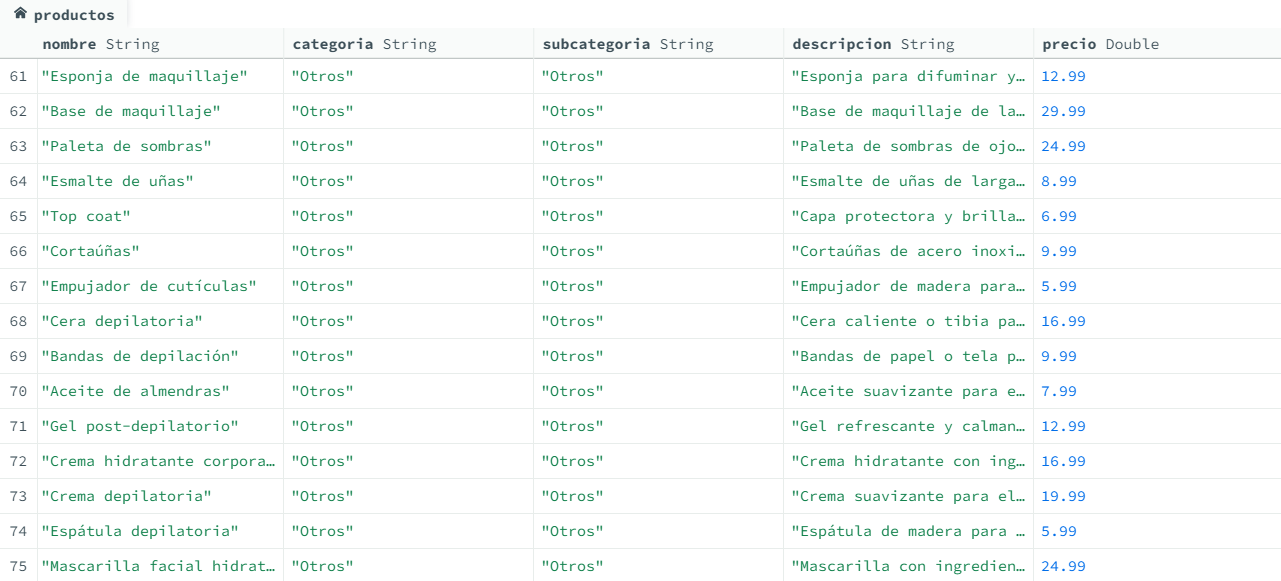 productos
nombre String categoria String subcategoria String descripcion String precio Double
61 "Esponja de maquillaje" "Otros" "Otros" "Esponja para difuminar y… 12.99
62 "Base de maquillaje" "Otros" "Otros" "Base de maquillaje de la… 29.99
63 "Paleta de sombras" "Otros" "Otros" "Paleta de sombras de ojo… 24.99
64 "Esmalte de uñas" "Otros" "Otros" "Esmalte de uñas de larga… 8.99
65 "Top coat" "Otros" "Otros" "Capa protectora y brilla… 6.99
66 "Cortaúñas" "Otros" "Otros" "Cortaúñas de acero inoxi… 9.99
67 "Empujador de cutículas" "Otros" "Otros" "Empujador de madera para… 5.99
68 "Cera depilatoria" "Otros" "Otros" "Cera caliente o tibia pa… 16.99
69 "Bandas de depilación" "Otros" "Otros" "Bandas de papel o tela p… 9.99
70 "Aceite de almendras" "Otros" "Otros" "Aceite suavizante para e… 7.99
71 "Gel post-depilatorio" "Otros" "Otros" "Gel refrescante y calman… 12.99
72 "Crema hidratante corpora… "Otros" "Otros" "Crema hidratante con ing… 16.99
73 "Crema depilatoria" "Otros" "Otros" "Crema suavizante para el… 19.99
74 "Espátula depilatoria" "Otros" "Otros" "Espátula de madera para … 5.99
75 "Mascarilla facial hidrat… "Otros" "Otros" "Mascarilla con ingredien… 24.99